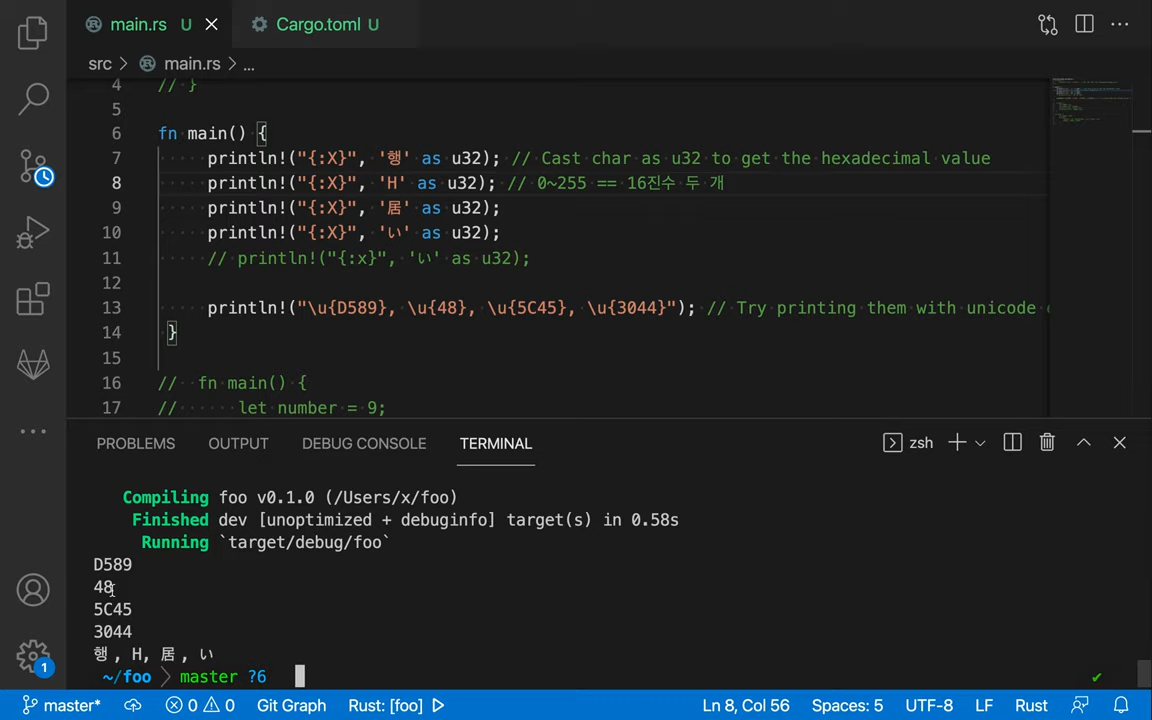 main.rs U
Cargo.toml U
src > main.rs > ...
4 // }
5
6 fn main() {
7 println!("{:X}", '행' as u32); // Cast char as u32 to get the hexadecimal value
8 println!("{:X}", 'H' as u32); // 0~255 == 16진수 두 개
9 println!("{:X}", '居' as u32);
10 println!("{:X}", 'い' as u32);
11 // println!("{:x}", 'い' as u32);
12
13 println!("\u{D589}, \u{48}, \u{5C45}, \u{3044}"); // Try printing them with unicode
14 }
15
16 // fn main() {
17 // let number = 9;
PROBLEMS OUTPUT DEBUG CONSOLE TERMINAL zsh
Compiling foo v0.1.0 (/Users/x/foo)
Finished dev [unoptimized + debuginfo] target(s) in 0.58s
Running `target/debug/foo`
D589
48
5C45
3044
행, H, 居, い
~/foo > master ?6
1
master* 0 0 Git Graph Rust: [foo] Ln 8, Col 56 Spaces: 5 UTF-8 LF Rust